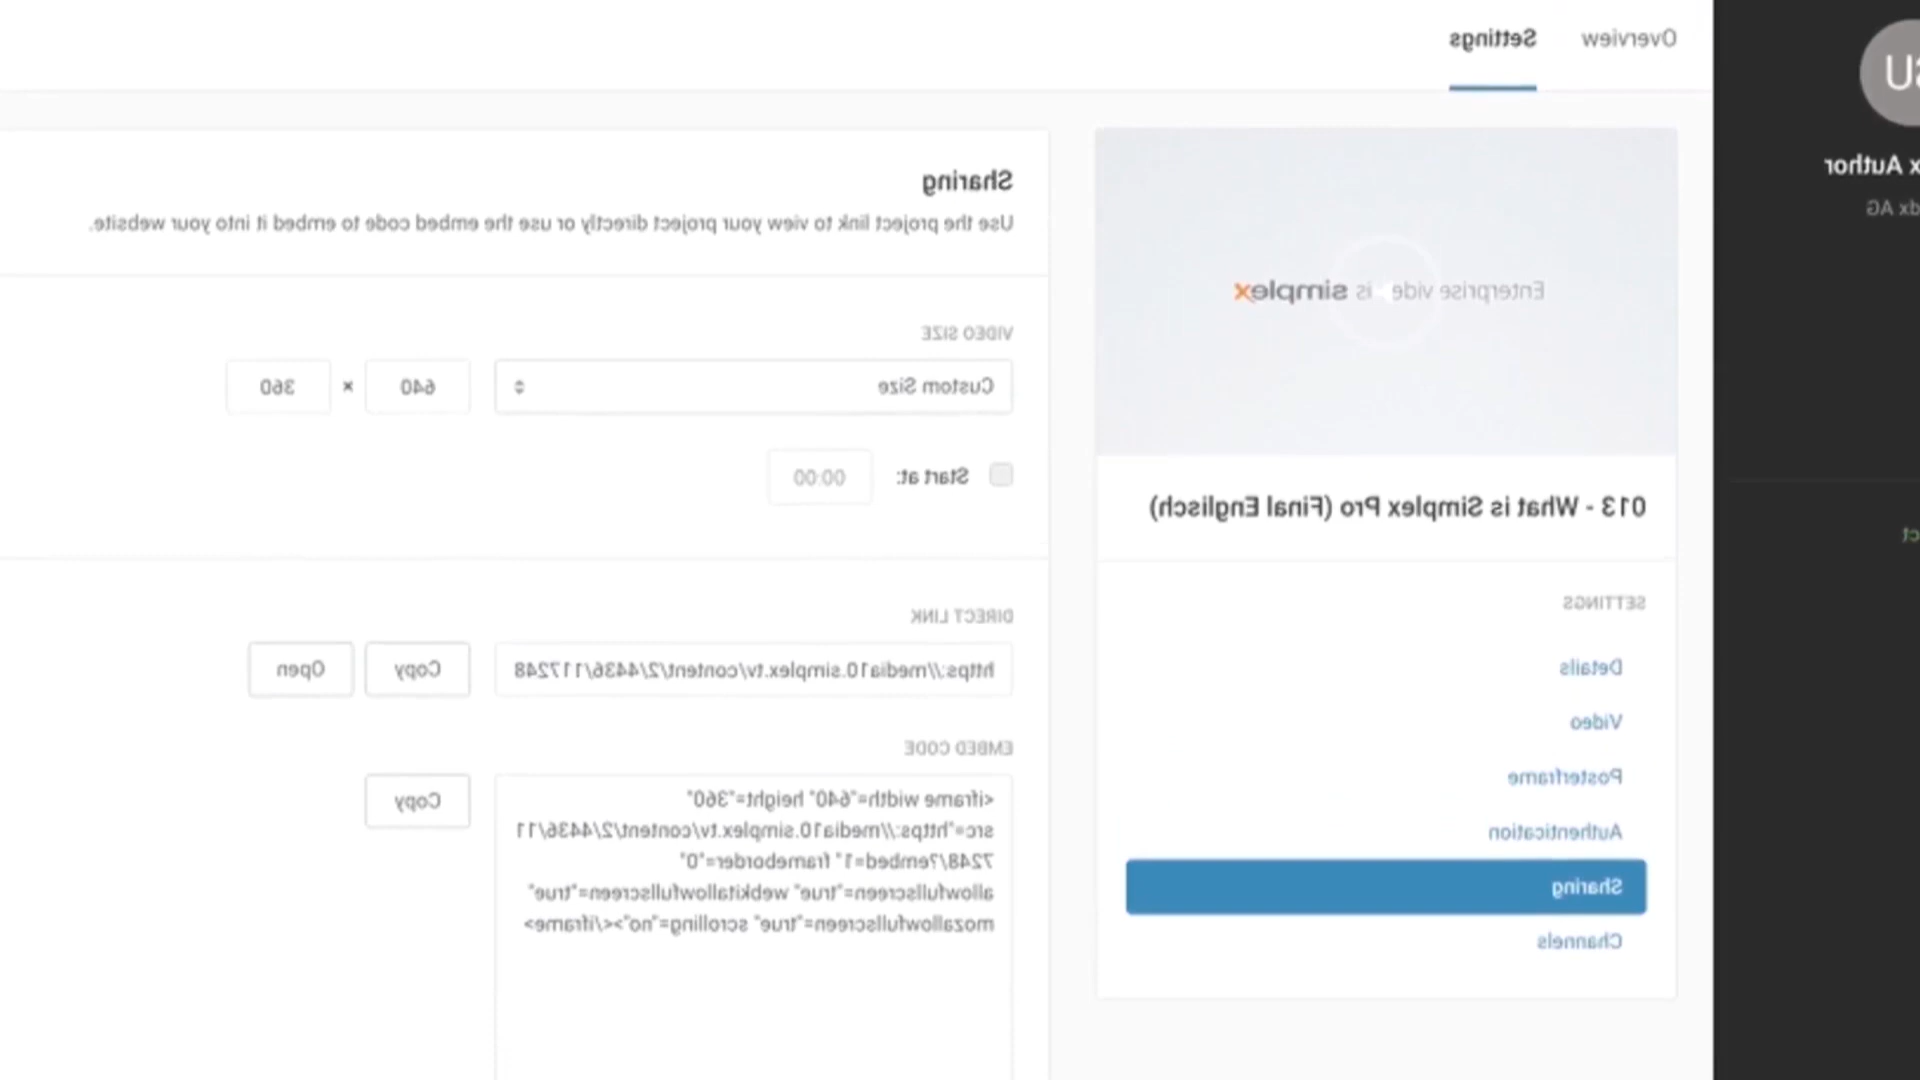 Overview
Settings
SU
x Author
dx AG
ct
Enterprise video is simplex
013 - What is Simplex Pro (Final Englisch)
SETTINGS
Details
Video
Posterframe
Authentication
Sharing
Channels
Sharing
Use the project link to view your project directly or use the embed code to embed it into your website.
VIDEO SIZE
Custom Size
640 × 360
Start at: 00:00
DIRECT LINK
https://media10.simplex.tv/content/2/4436/117248
Copy
Open
EMBED CODE
<iframe width="640" height="360"
src="https://media10.simplex.tv/content/2/4436/11
7248/?embed=1" frameborder="0"
allowfullscreen="true" webkitallowfullscreen="true"
mozallowfullscreen="true" scrolling="no"></iframe>
Copy